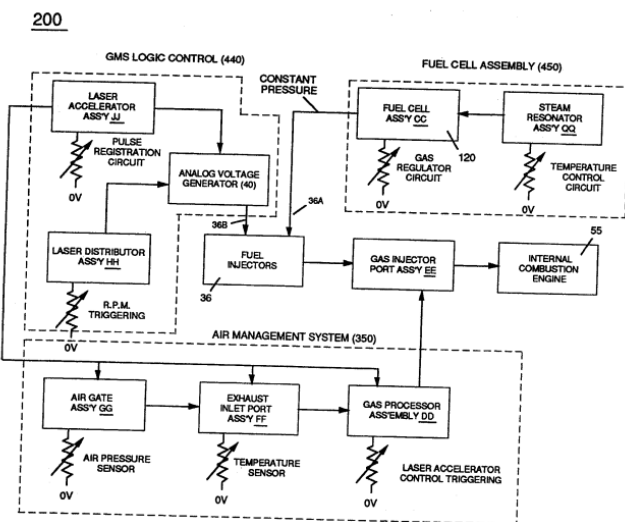 200
GMS LOGIC CONTROL (440)
FUEL CELL ASSEMBLY (450)
LASER
ACCELERATOR
ASS'Y JJ
CONSTANT
PRESSURE
FUEL CELL
ASS'Y CC
STEAM
RESONATOR
ASS'Y QQ
PULSE
REGISTRATION
CIRCUIT
0V
ANALOG VOLTAGE
GENERATOR (40)
120
GAS
REGULATOR
CIRCUIT
0V
TEMPERATURE
CONTROL
CIRCUIT
0V
36B
36A
LASER DISTRIBUTOR
ASS'Y HH
FUEL
INJECTORS
36
GAS INJECTOR
PORT ASS'Y EE
55
INTERNAL
COMBUSTION
ENGINE
R.P.M.
TRIGGERING
0V
AIR MANAGEMENT SYSTEM (350)
AIR GATE
ASS'Y GG
EXHAUST
INLET PORT
ASS'Y FF
GAS PROCESSOR
ASS'EMBLY DD
AIR PRESSURE
SENSOR
0V
TEMPERATURE
SENSOR
0V
LASER ACCELERATOR
CONTROL TRIGGERING
0V